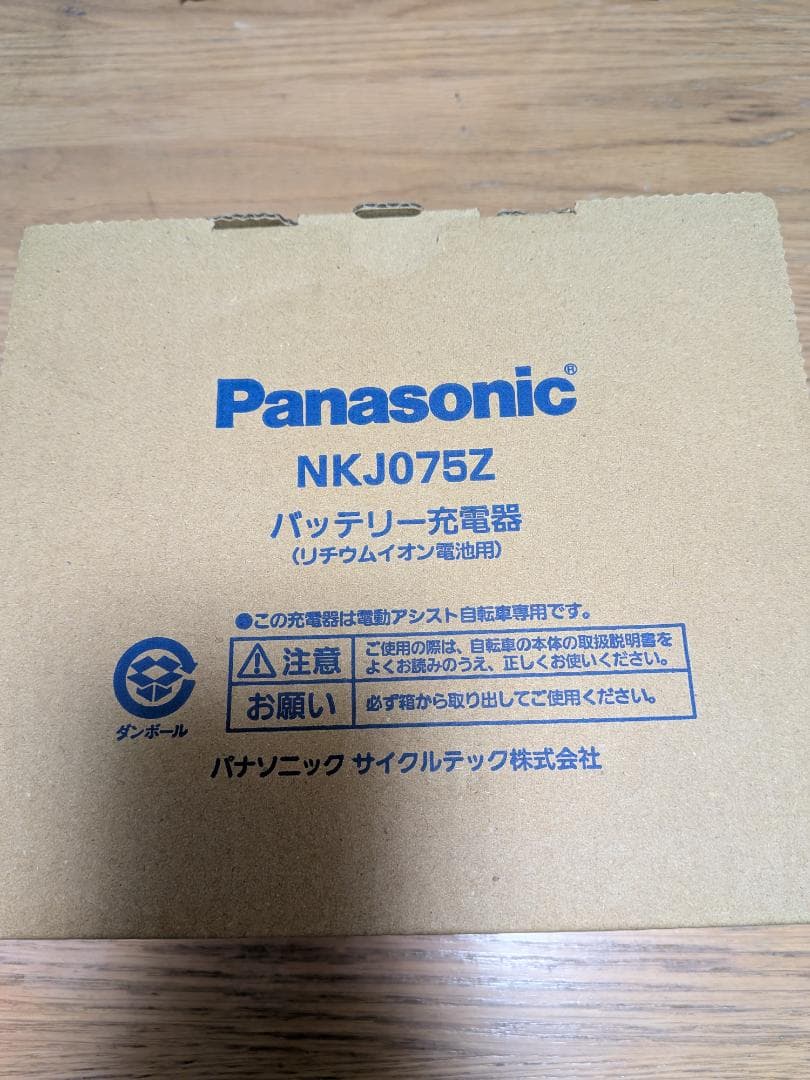 Panasonic®
NKJ075Z
バッテリー充電器
(リチウムイオン電池用)
●この充電器は電動アシスト自転車専用です。
注意
ご使用の際は、自転車の本体の取扱説明書を
よくお読みのうえ、正しくお使いください。
お願い
必ず箱から取り出してご使用ください。
ダンボール
パナソニック サイクルテック株式会社